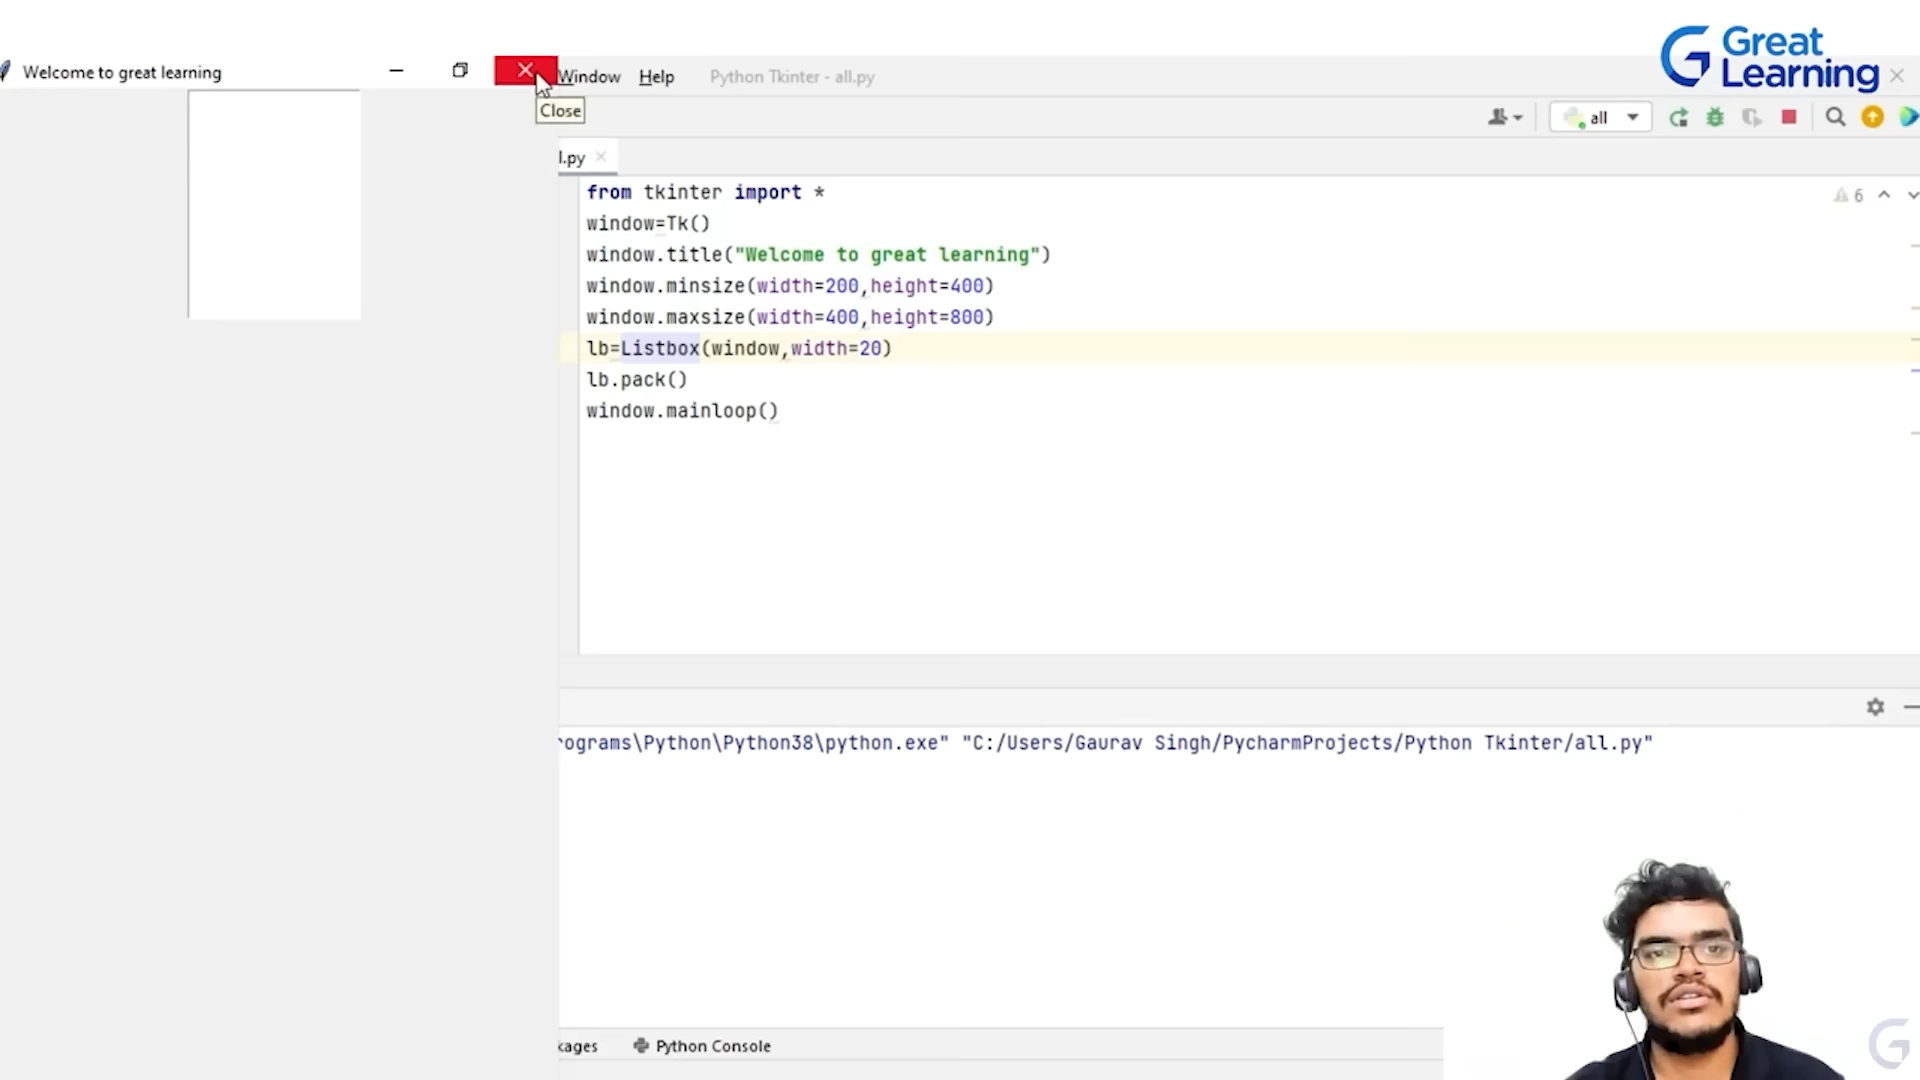 Great
Learning
Welcome to great learning
Window Help Python Tkinter - all.py
Close
all
l.py
6
from tkinter import *
window=Tk()
window.title("Welcome to great learning")
window.minsize(width=200,height=400)
window.maxsize(width=400,height=800)
lb=Listbox(window,width=20)
lb.pack()
window.mainloop()
rograms\Python\Python38\python.exe" "C:/Users/Gaurav Singh/PycharmProjects/Python Tkinter/all.py"
kages Python Console